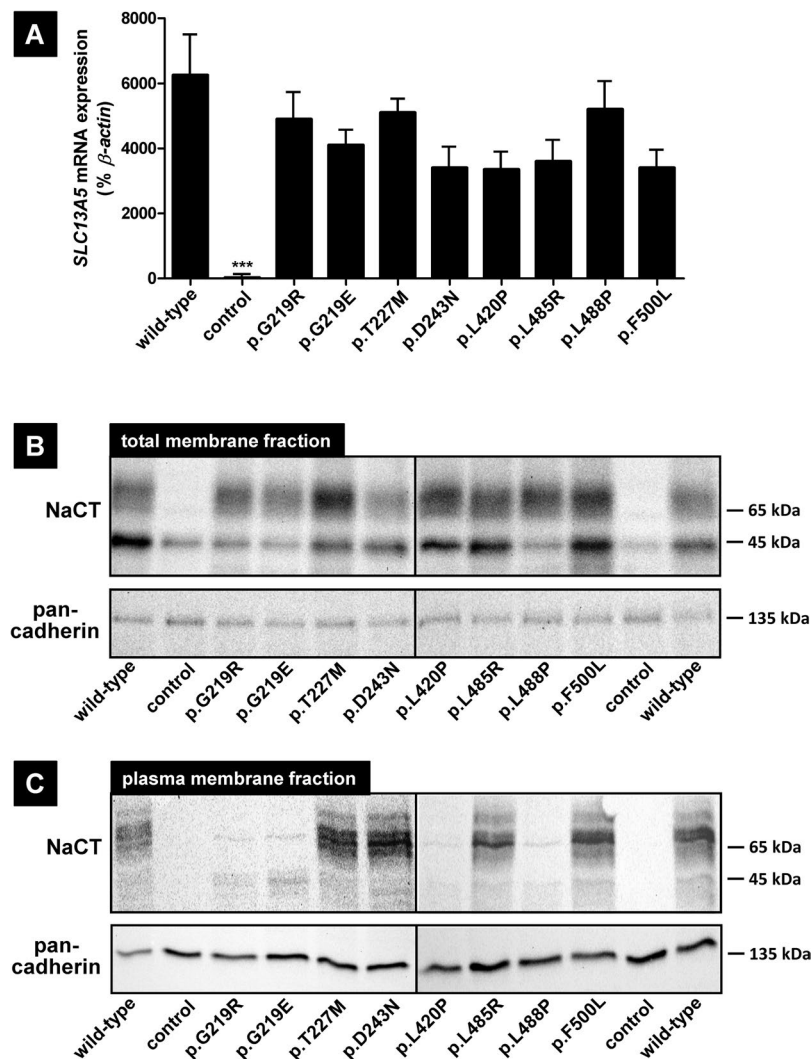 A
SLC13A5 mRNA expression
(% β-actin)
8000
6000
4000
2000
0
***
wild-type
control
p.G219R
p.G219E
p.T227M
p.D243N
p.L420P
p.L485R
p.L488P
p.F500L
B
total membrane fraction
NaCT
65 kDa
45 kDa
pan-
cadherin
135 kDa
wild-type
control
p.G219R
p.G219E
p.T227M
p.D243N
p.L420P
p.L485R
p.L488P
p.F500L
control
wild-type
C
plasma membrane fraction
NaCT
65 kDa
45 kDa
pan-
cadherin
135 kDa
wild-type
control
p.G219R
p.G219E
p.T227M
p.D243N
p.L420P
p.L485R
p.L488P
p.F500L
control
wild-type